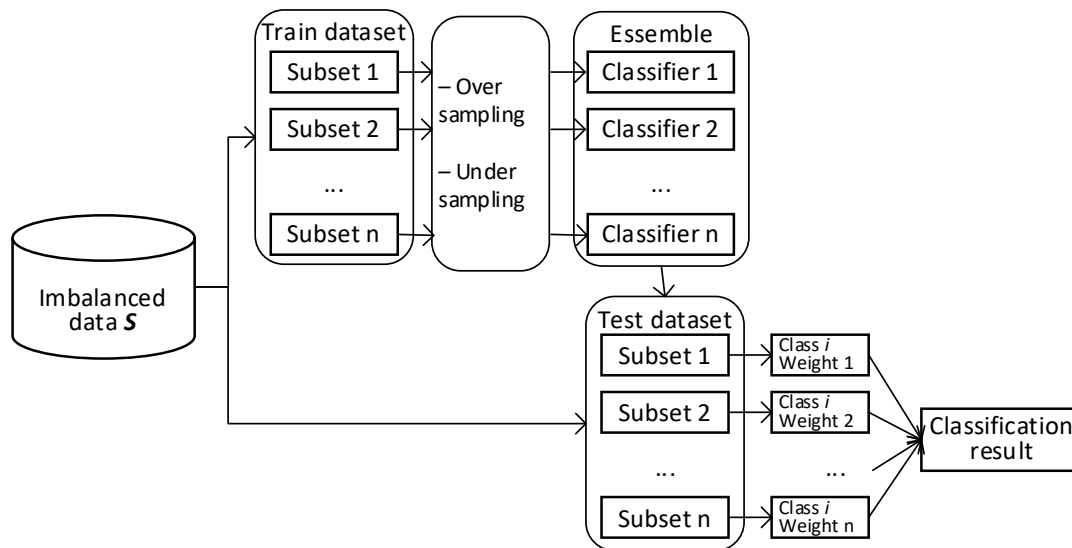 Train dataset
Subset 1
Subset 2
...
Subset n
– Over
sampling
– Under
sampling
Essemble
Classifier 1
Classifier 2
...
Classifier n
Imbalanced
data S
Test dataset
Subset 1
Subset 2
...
Subset n
Class i
Weight 1
Class i
Weight 2
...
Class i
Weight n
Classification
result